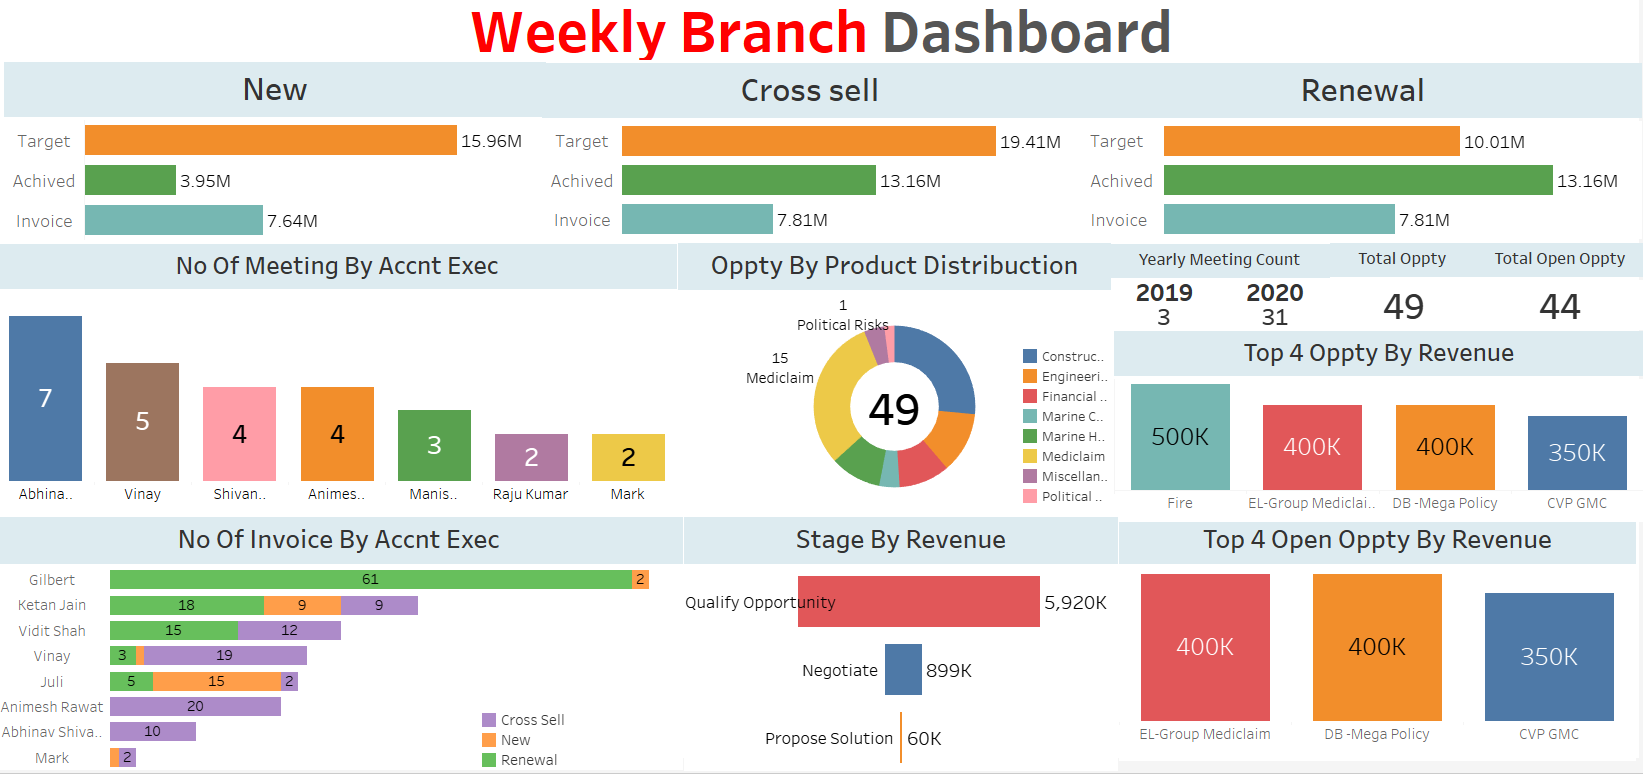 Weekly Branch Dashboard
New
Cross sell
Renewal
Target 15.96M
Achived 3.95M
Invoice 7.64M
Target 19.41M
Achived 13.16M
Invoice 7.81M
Target 10.01M
Achived 13.16M
Invoice 7.81M
No Of Meeting By Accnt Exec
7 5 4 4 3 2 2
Abhina.. Vinay Shivan.. Animes.. Manis.. Raju Kumar Mark
Oppty By Product Distribuction
1
Political Risks
15
Mediclaim
49
Construc..
Engineeri..
Financial ..
Marine C..
Marine H..
Mediclaim
Miscellan..
Political ..
Yearly Meeting Count
2019 2020
3 31
Total Oppty
49
Total Open Oppty
44
Top 4 Oppty By Revenue
500K 400K 400K 350K
Fire EL-Group Mediclai.. DB -Mega Policy CVP GMC
No Of Invoice By Accnt Exec
Gilbert 61 2
Ketan Jain 18 9 9
Vidit Shah 15 12
Vinay 3 19
Juli 5 15 2
Animesh Rawat 20
Abhinav Shiva.. 10
Mark 2
Cross Sell
New
Renewal
Stage By Revenue
Qualify Opportunity 5,920K
Negotiate 899K
Propose Solution 60K
Top 4 Open Oppty By Revenue
400K 400K 350K
EL-Group Mediclaim DB -Mega Policy CVP GMC